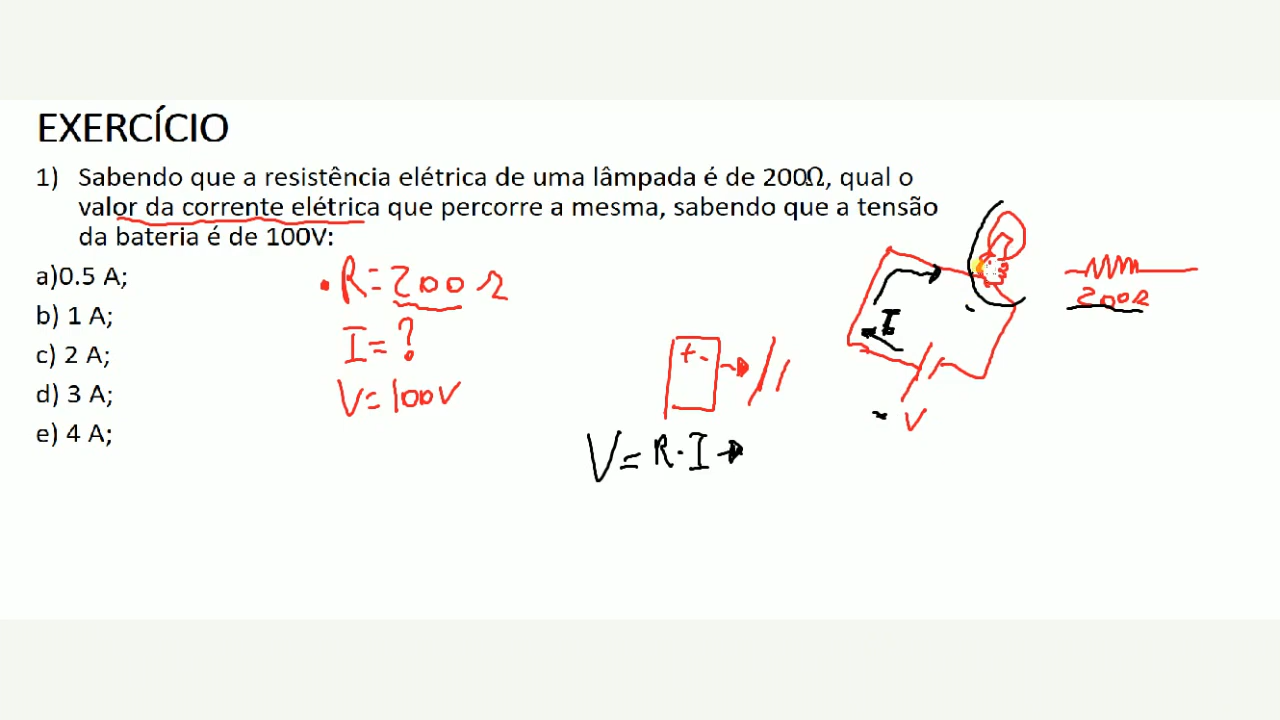 EXERCÍCIO
1) Sabendo que a resistência elétrica de uma lâmpada é de 200Ω, qual o
valor da corrente elétrica que percorre a mesma, sabendo que a tensão
da bateria é de 100V:
a)0.5 A;
b) 1 A;
c) 2 A;
d) 3 A;
e) 4 A;
R= 200 Ω
I= ?
V= 100V
+ -
V= R·I
I
V
200Ω